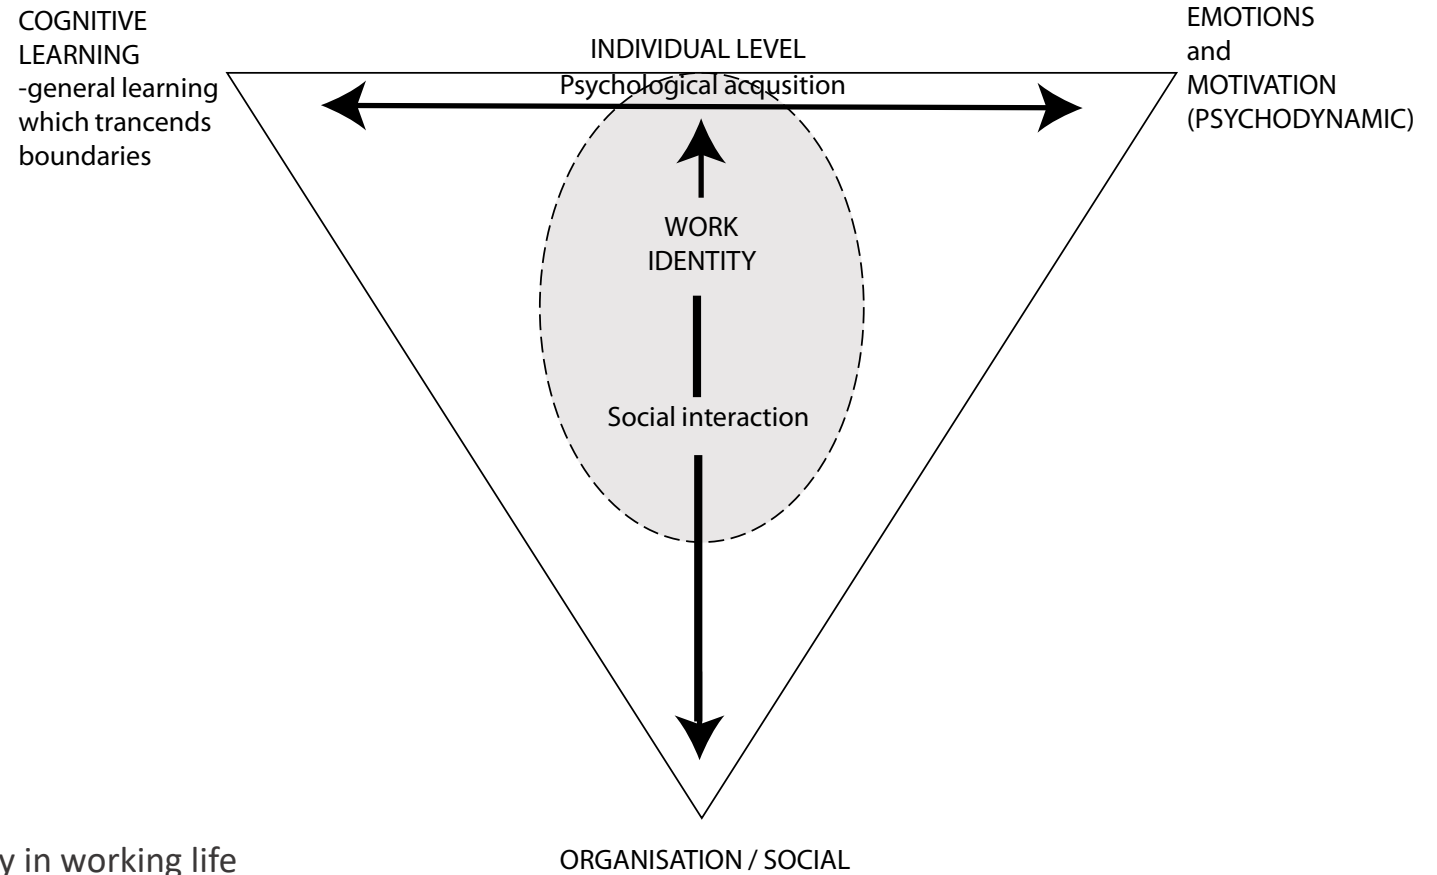 COGNITIVE
LEARNING
-general learning
which trancends
boundaries
INDIVIDUAL LEVEL
Psychological acqusition
EMOTIONS
and
MOTIVATION
(PSYCHODYNAMIC)
WORK
IDENTITY
Social interaction
ORGANISATION / SOCIAL
y in working life